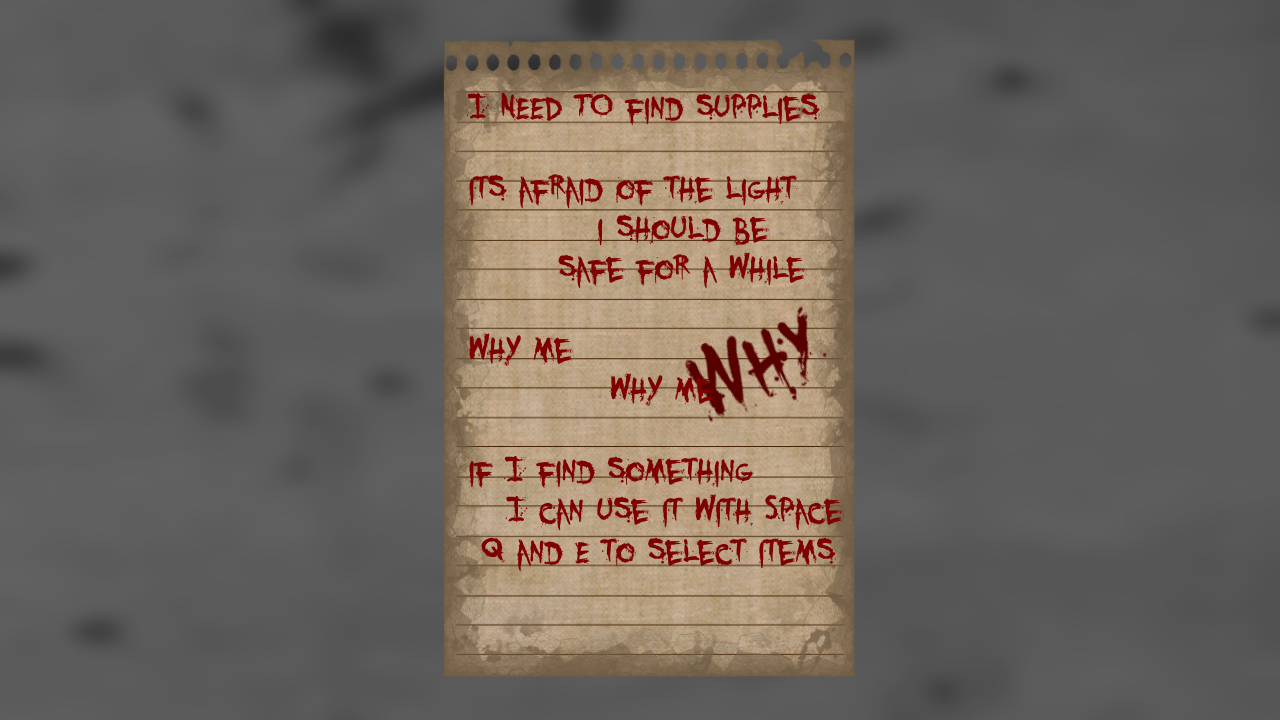 I NEED TO FIND SUPPLIES
ITS AFRAID OF THE LIGHT
I SHOULD BE
SAFE FOR A WHILE
WHY ME
WHY
WHY ME
IF I FIND SOMETHING
I CAN USE IT WITH SPACE
Q AND E TO SELECT ITEMS